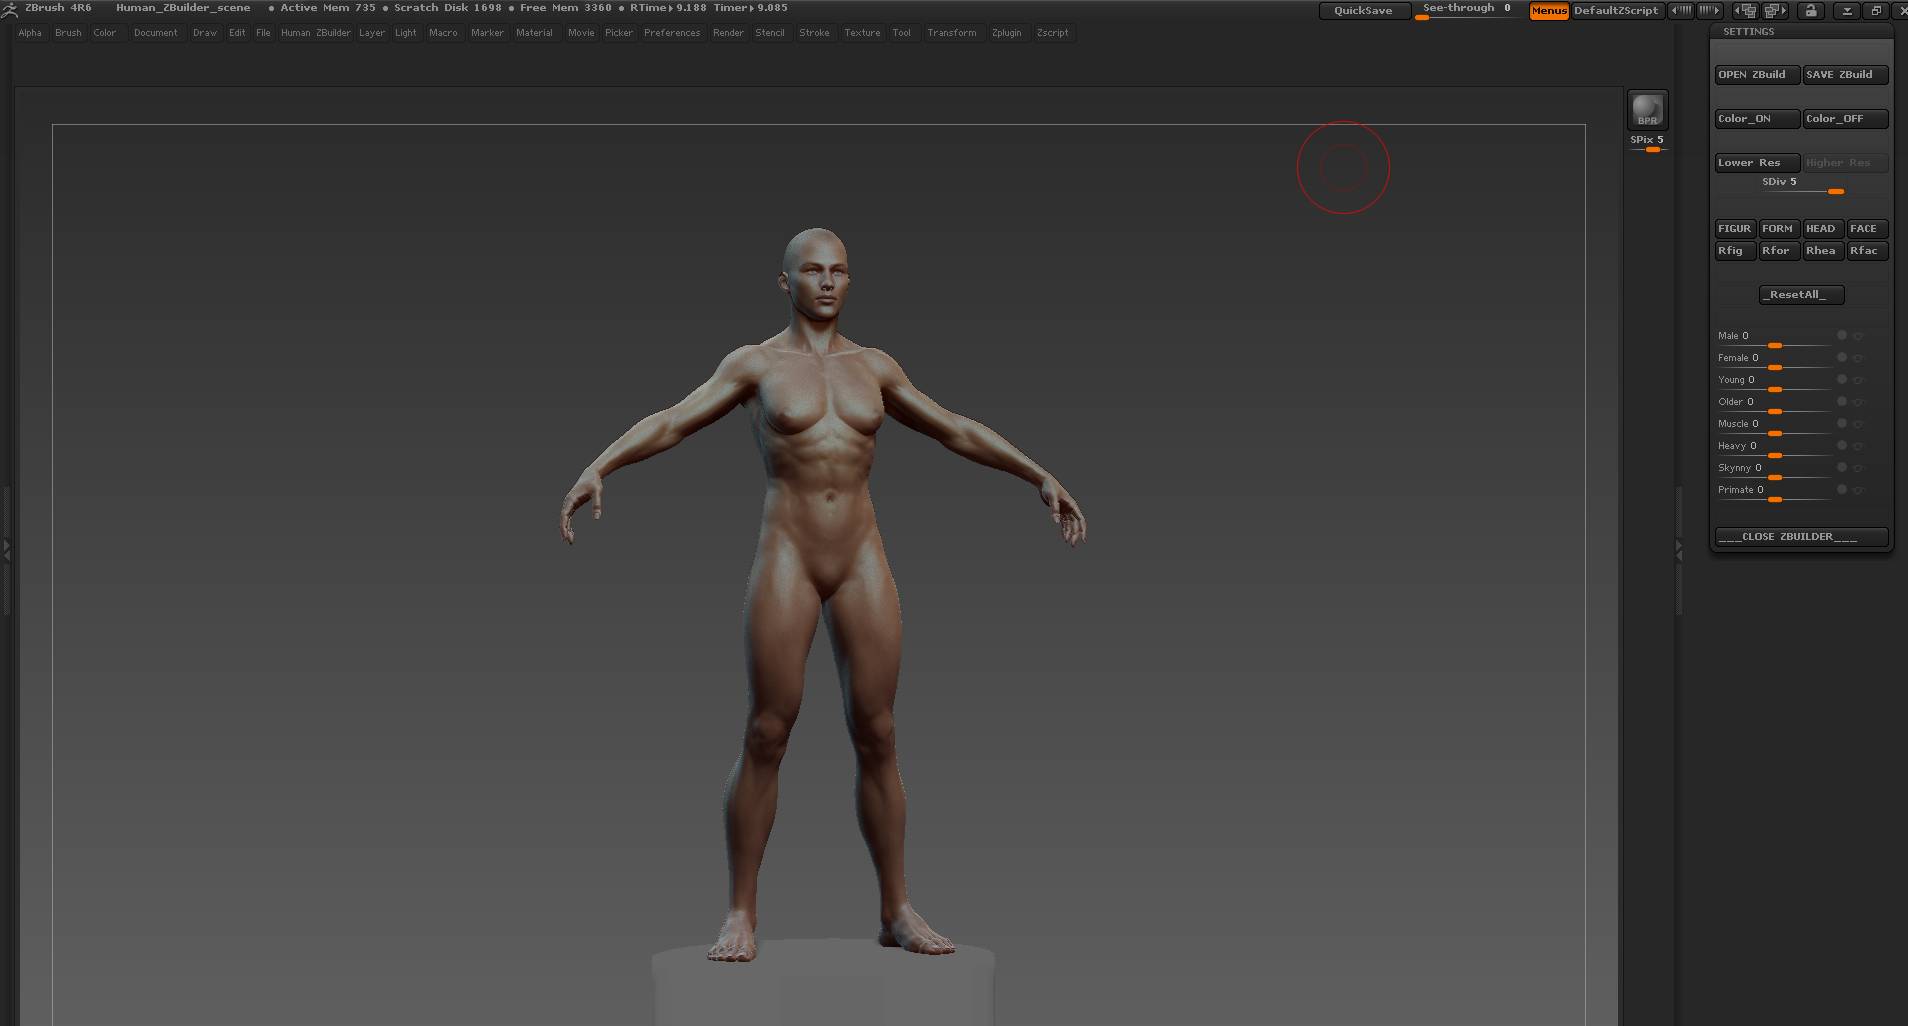 ZBrush 4R6 Human_ZBuilder_scene • Active Mem 735 • Scratch Disk 1698 • Free Mem 3360 • RTime▸9.188 Timer▸9.085 QuickSave See-through 0 Menus DefaultZScript
Alpha Brush Color Document Draw Edit File Human ZBuilder Layer Light Macro Marker Material Movie Picker Preferences Render Stencil Stroke Texture Tool Transform Zplugin Zscript
BPR
SPix 5
SETTINGS
OPEN ZBuild SAVE ZBuild
Color_ON Color_OFF
Lower Res Higher Res
SDiv 5
FIGUR FORM HEAD FACE
Rfig Rfor Rhea Rfac
_ResetAll_
Male 0
Female 0
Young 0
Older 0
Muscle 0
Heavy 0
Skynny 0
Primate 0
___CLOSE ZBUILDER___